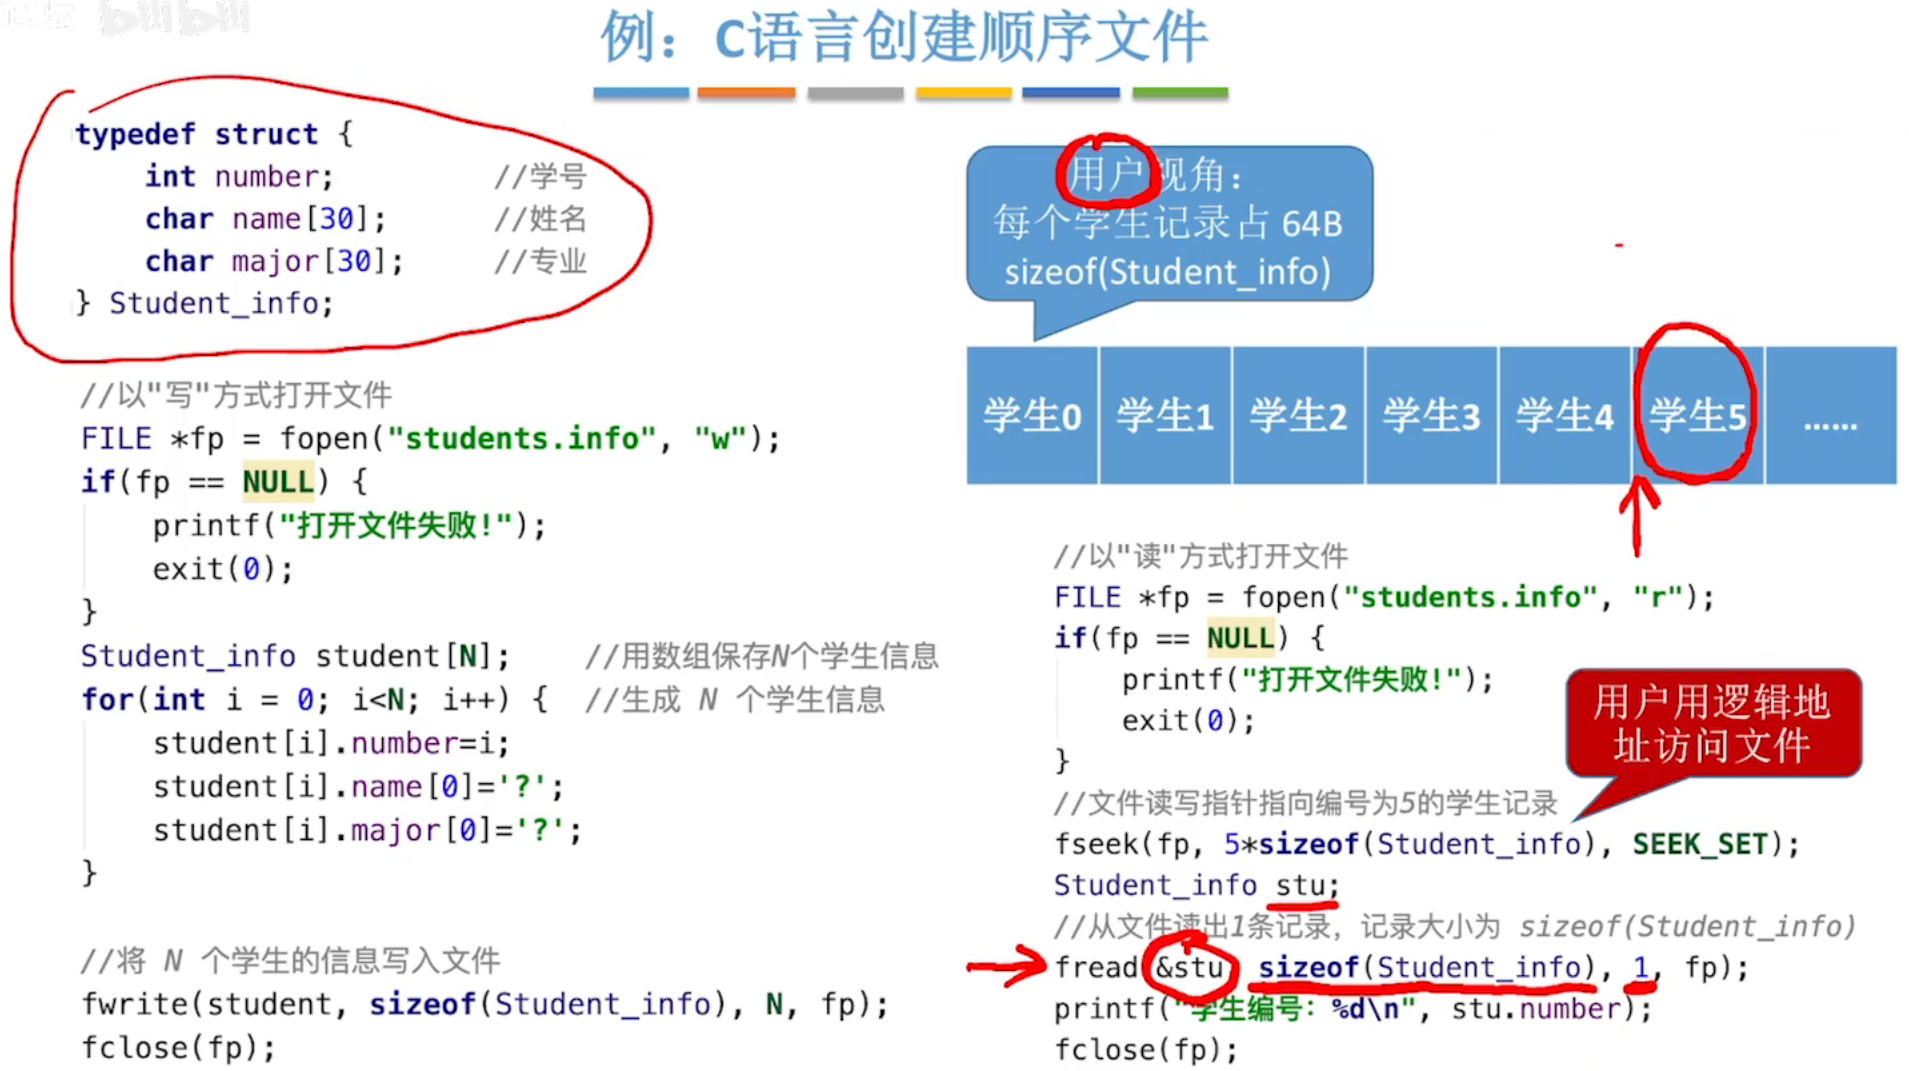 bilibili
例：C语言创建顺序文件
typedef struct {
int number; //学号
char name[30]; //姓名
char major[30]; //专业
} Student_info;
//以"写"方式打开文件
FILE *fp = fopen("students.info", "w");
if(fp == NULL) {
printf("打开文件失败!");
exit(0);
}
Student_info student[N]; //用数组保存N个学生信息
for(int i = 0; i<N; i++) { //生成 N 个学生信息
student[i].number=i;
student[i].name[0]='?';
student[i].major[0]='?';
}
//将 N 个学生的信息写入文件
fwrite(student, sizeof(Student_info), N, fp);
fclose(fp);
用户视角：
每个学生记录占 64B
sizeof(Student_info)
学生0 学生1 学生2 学生3 学生4 学生5 ……
//以"读"方式打开文件
FILE *fp = fopen("students.info", "r");
if(fp == NULL) {
printf("打开文件失败!");
exit(0);
}
用户用逻辑地
址访问文件
//文件读写指针指向编号为5的学生记录
fseek(fp, 5*sizeof(Student_info), SEEK_SET);
Student_info stu;
//从文件读出1条记录，记录大小为 sizeof(Student_info)
fread(&stu, sizeof(Student_info), 1, fp);
printf("学生编号：%d\n", stu.number);
fclose(fp);